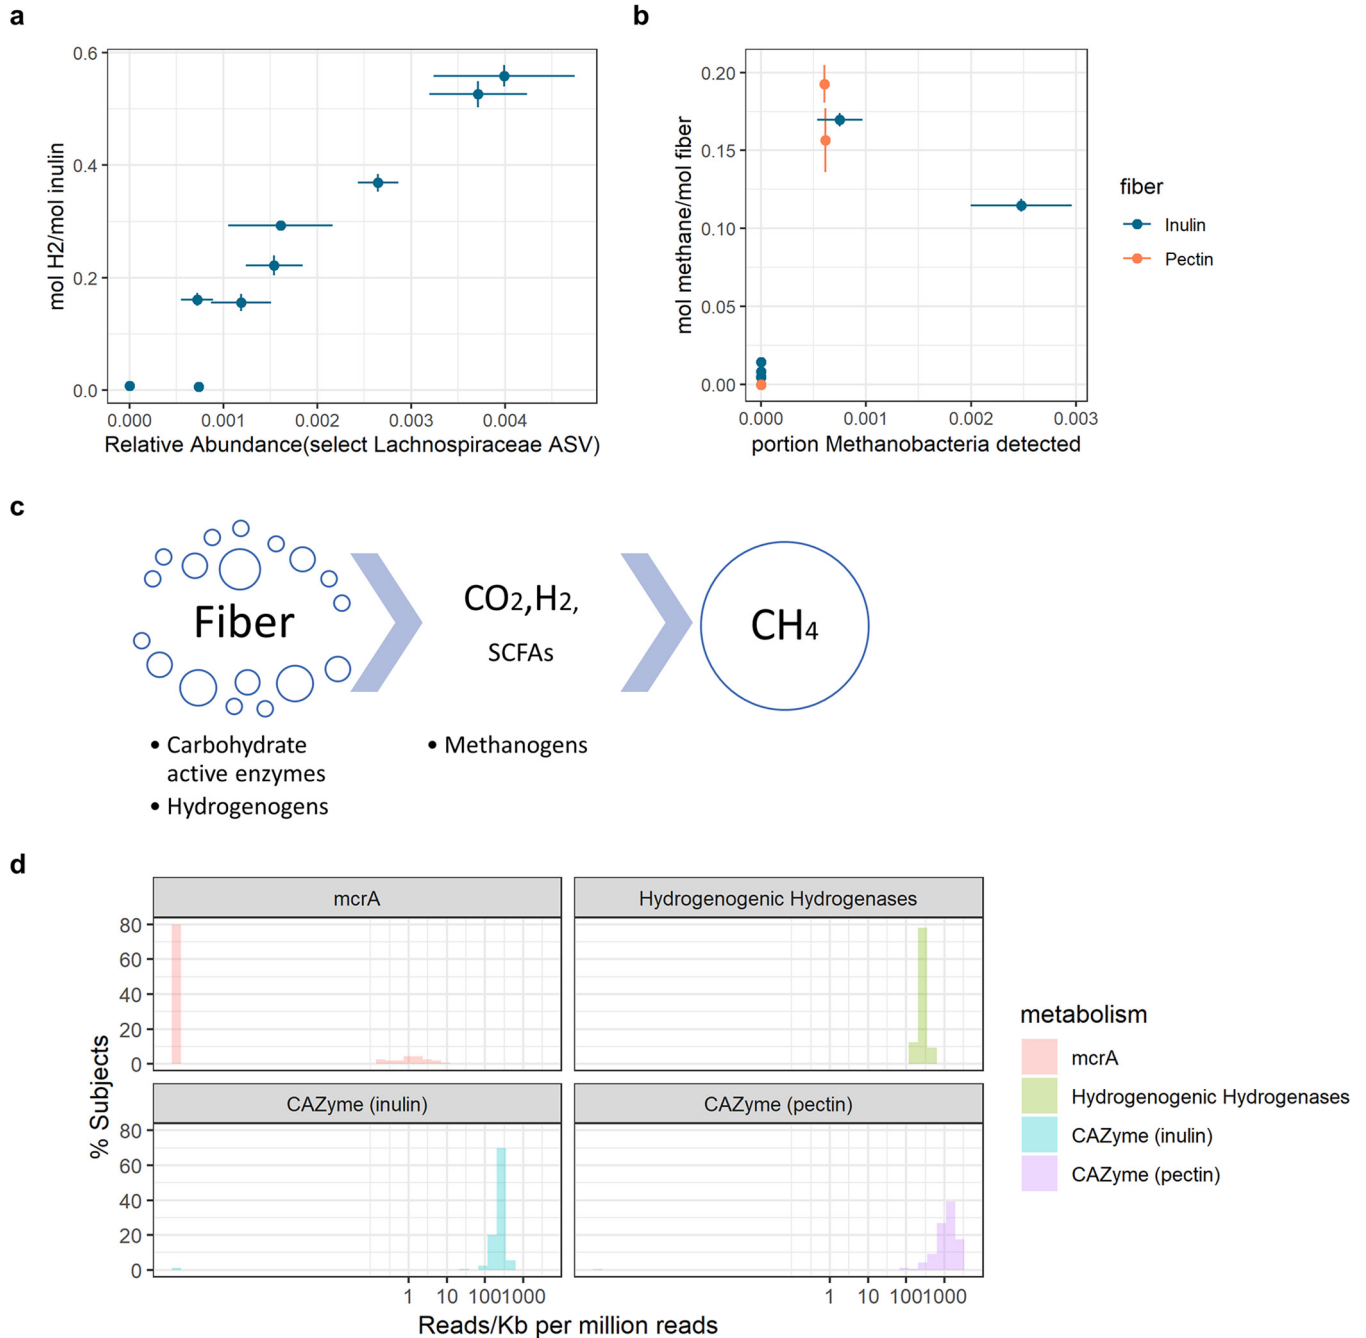 a
0.6
0.4
0.2
0.0
mol H2/mol inulin
0.000
0.001
0.002
0.003
0.004
Relative Abundance(select Lachnospiraceae ASV)
b
0.20
0.15
0.10
0.05
0.00
mol methane/mol fiber
0.000
0.001
0.002
0.003
portion Methanobacteria detected
fiber
Inulin
Pectin
c
Fiber
CO2,H2,
SCFAs
CH4
• Carbohydrate
active enzymes
• Hydrogenogens
• Methanogens
d
mcrA
Hydrogenogenic Hydrogenases
80
60
40
20
0
CAZyme (inulin)
CAZyme (pectin)
80
60
40
20
0
% Subjects
1
10
100
1000
1
10
100
1000
Reads/Kb per million reads
metabolism
mcrA
Hydrogenogenic Hydrogenases
CAZyme (inulin)
CAZyme (pectin)